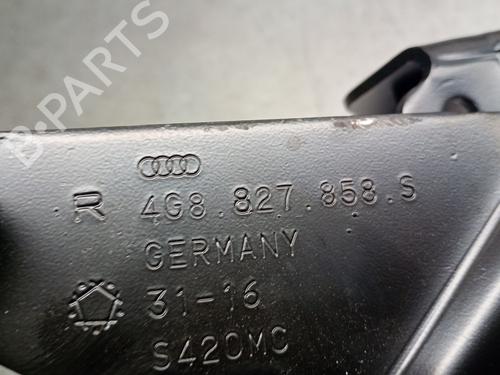 B-PARTS
R 4G8.827.858.S
GERMANY
31-16
S420MC